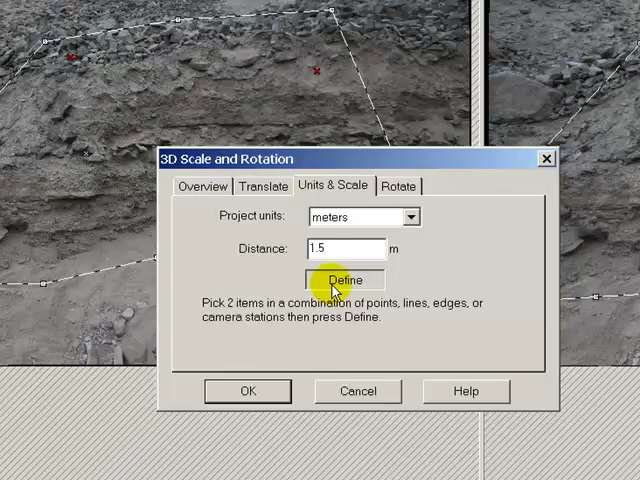 3D Scale and Rotation
Overview Translate Units & Scale Rotate
Project units: meters
Distance: 1.5 m
Define
Pick 2 items in a combination of points, lines, edges, or
camera stations then press Define.
OK Cancel Help